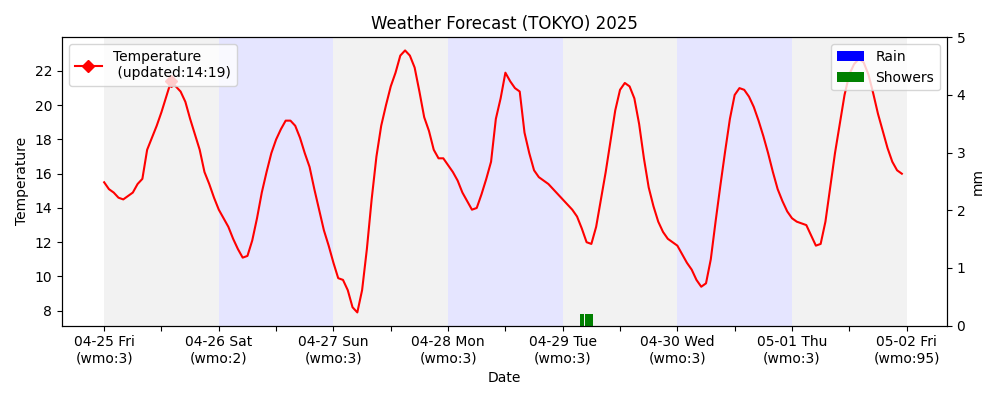 Weather Forecast (TOKYO) 2025
Temperature
(updated:14:19)
Rain
Showers
Temperature
22
20
18
16
14
12
10
8
5
4
3
2
1
0
mm
04-25 Fri
(wmo:3)
04-26 Sat
(wmo:2)
04-27 Sun
(wmo:3)
04-28 Mon
(wmo:3)
04-29 Tue
(wmo:3)
04-30 Wed
(wmo:3)
05-01 Thu
(wmo:3)
05-02 Fri
(wmo:95)
Date